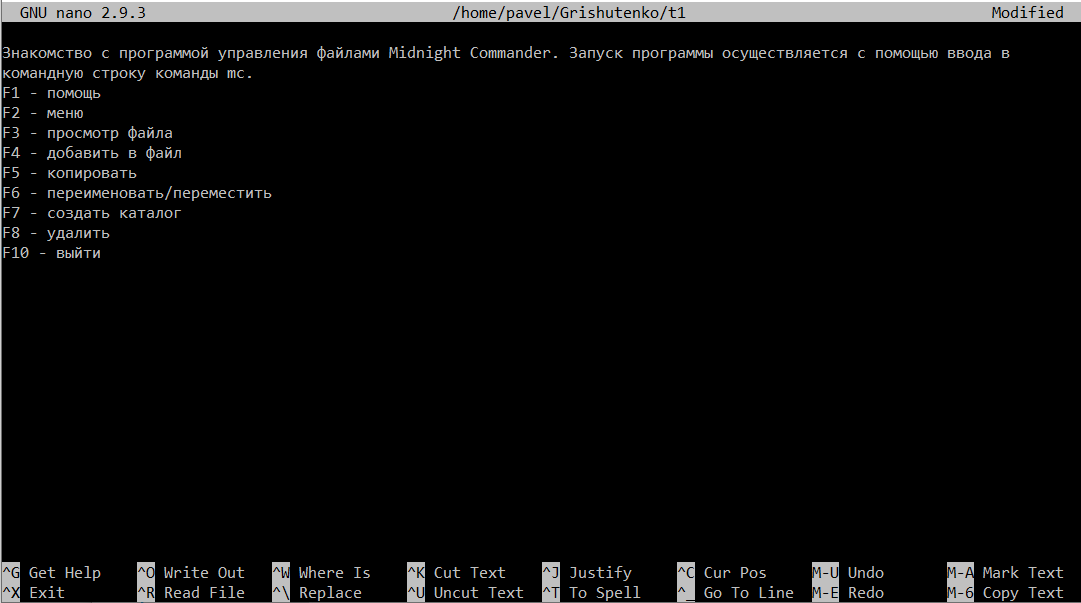 GNU nano 2.9.3 /home/pavel/Grishutenko/t1 Modified
Знакомство с программой управления файлами Midnight Commander. Запуск программы осуществляется с помощью ввода в
командную строку команды mc.
F1 - помощь
F2 - меню
F3 - просмотр файла
F4 - добавить в файл
F5 - копировать
F6 - переименовать/переместить
F7 - создать каталог
F8 - удалить
F10 - выйти
^G Get Help ^O Write Out ^W Where Is ^K Cut Text ^J Justify ^C Cur Pos M-U Undo M-A Mark Text
^X Exit ^R Read File ^\ Replace ^U Uncut Text ^T To Spell ^_ Go To Line M-E Redo M-6 Copy Text